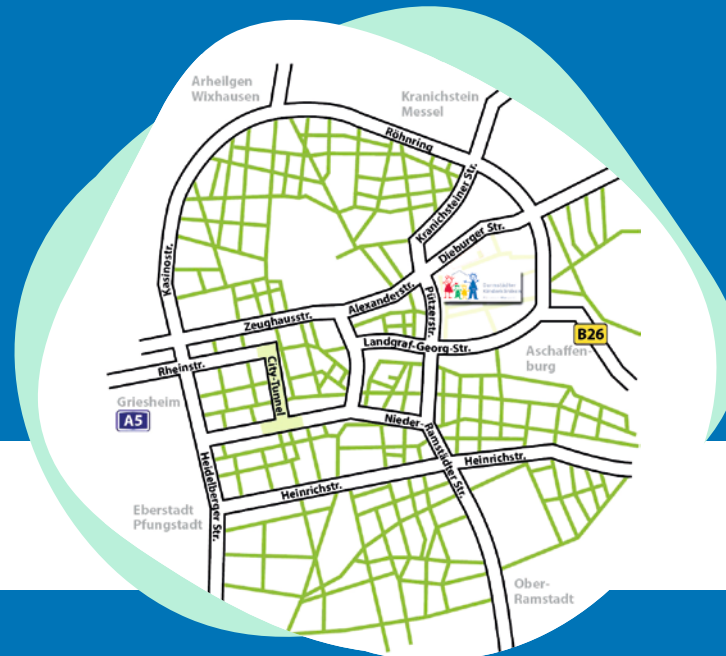 Arheilgen
Wixhausen
Kranichstein
Messel
Röhnring
Kranichsteiner Str.
Dieburger Str.
Kasinostr.
Alexanderstr.
Pützerstr.
Zeughausstr.
Landgraf-Georg-Str.
B26
Aschaffen-
burg
Rheinstr.
City-Tunnel
Griesheim
A5
Nieder-
Ramstädter Str.
Heinrichstr.
Heidelberger Str.
Heinrichstr.
Eberstadt
Pfungstadt
Ober-
Ramstadt